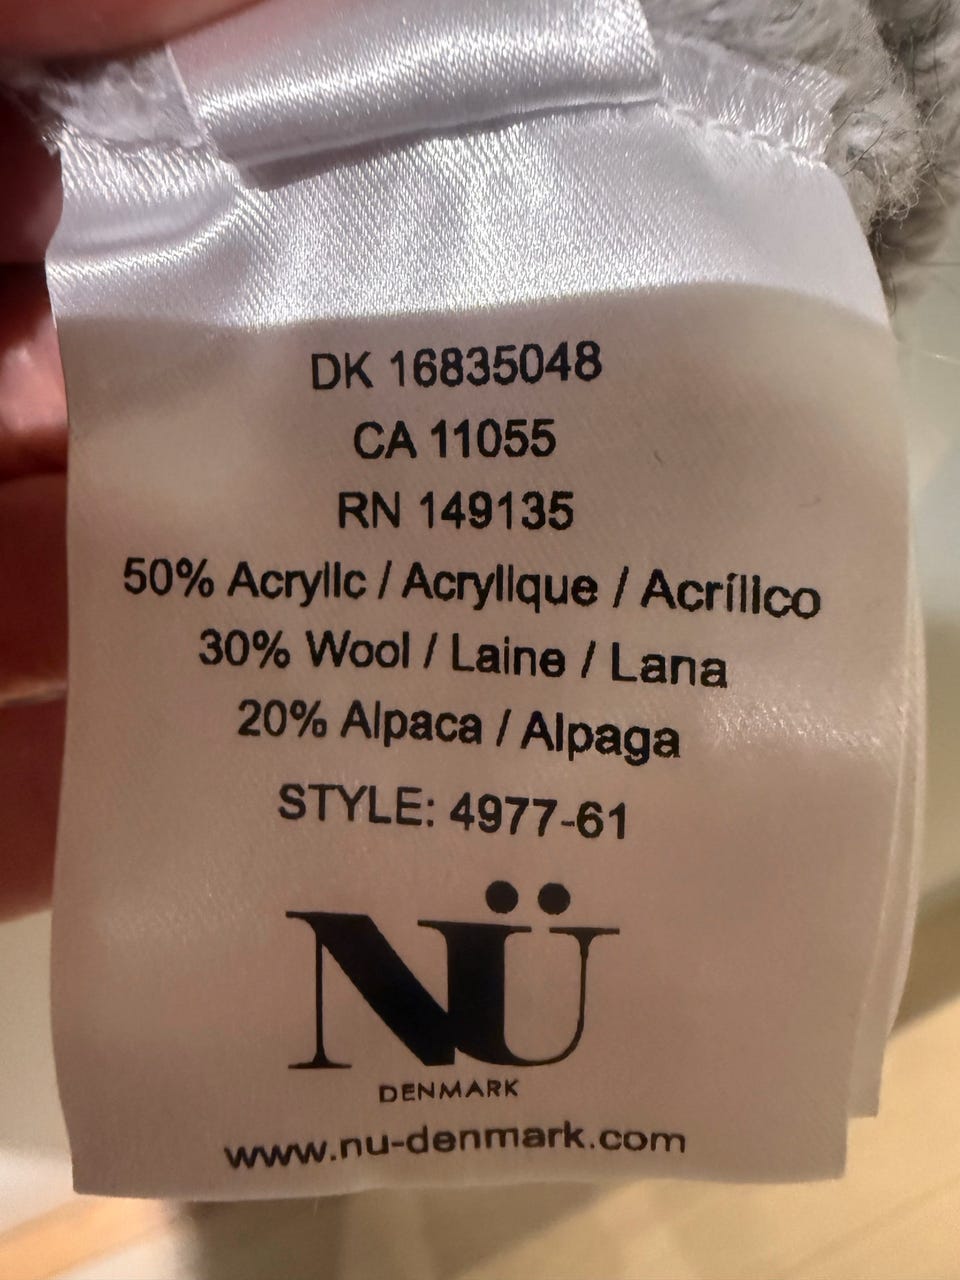 DK 16835048
CA 11055
RN 149135
50% Acrylic / Acrylique / Acrílico
30% Wool / Laine / Lana
20% Alpaca / Alpaga
STYLE: 4977-61
NÜ
DENMARK
www.nu-denmark.com